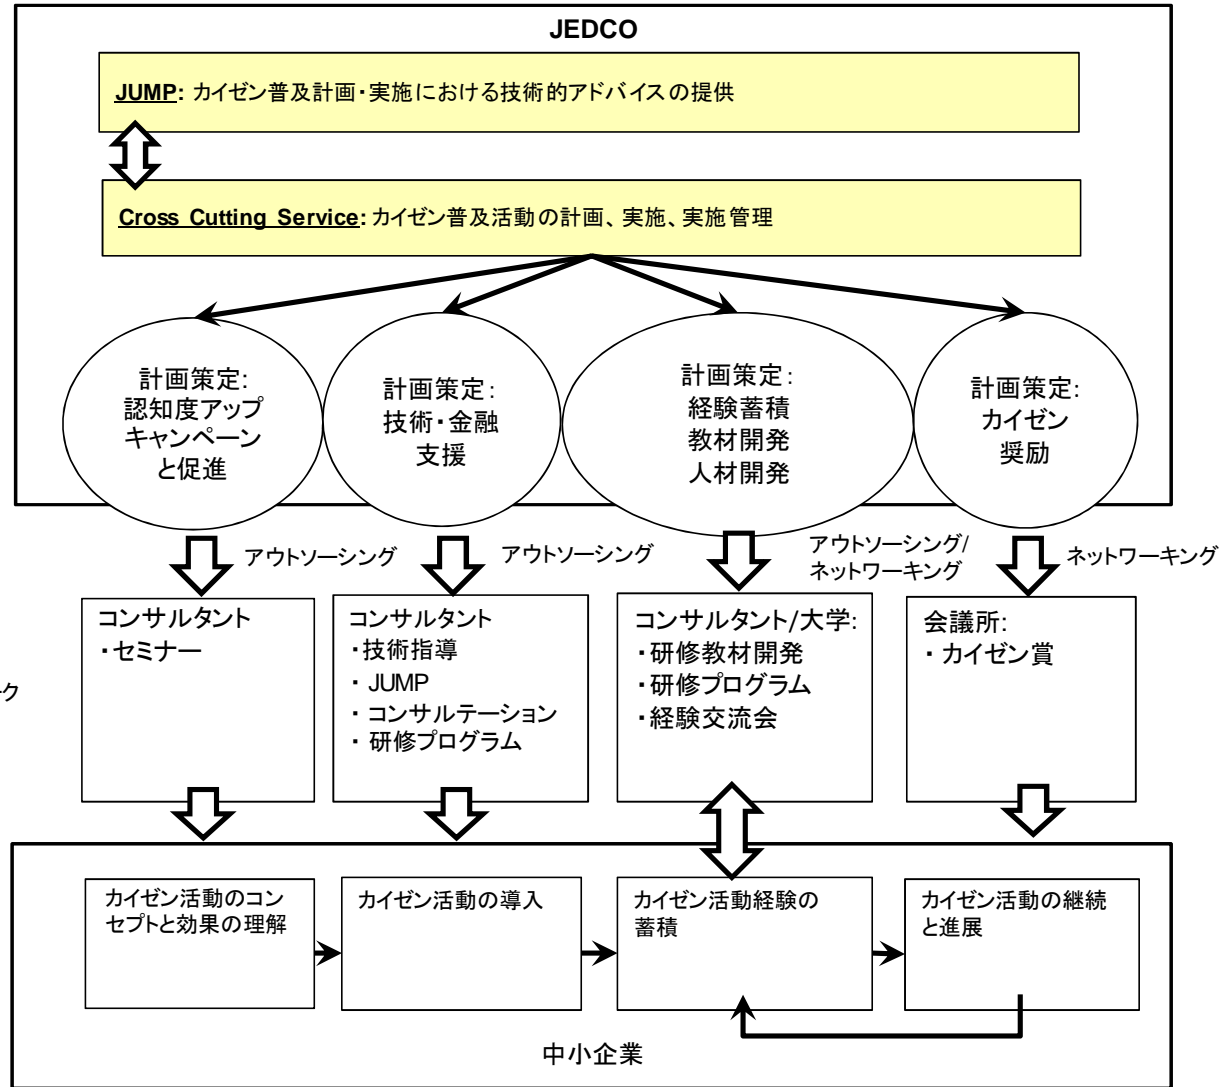 JEDCO
JUMP: カイゼン普及計画・実施における技術的アドバイスの提供
Cross Cutting Service: カイゼン普及活動の計画、実施、実施管理
計画策定:
認知度アップ
キャンペーン
と促進
計画策定:
技術・金融
支援
計画策定:
経験蓄積
教材開発
人材開発
計画策定:
カイゼン
奨励
アウトソーシング
アウトソーシング
アウトソーシング/
ネットワーキング
ネットワーキング
コンサルタント
・セミナー
コンサルタント
・技術指導
・ JUMP
・ コンサルテーション
・ 研修プログラム
コンサルタント/大学:
・研修教材開発
・研修プログラム
・経験交流会
会議所:
・ カイゼン賞
ーク
カイゼン活動のコン
セプトと効果の理解
カイゼン活動の導入
カイゼン活動経験の
蓄積
カイゼン活動の継続
と進展
中小企業